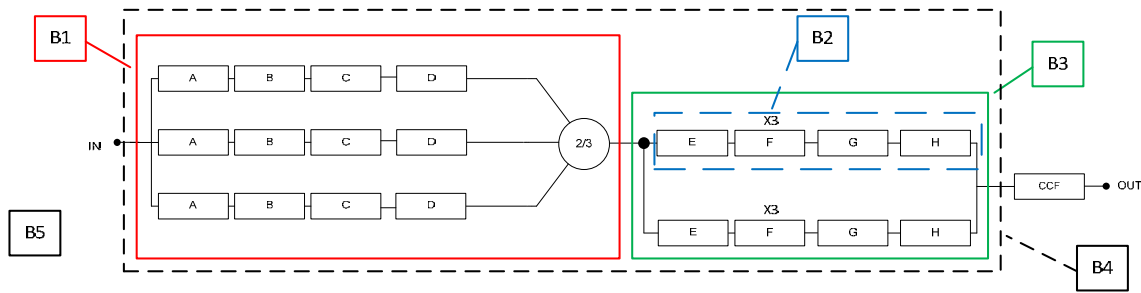 B1
B2
B3
A B C D
X3.
E F G H
IN
A B C D
2/3
CCF
OUT
A B C D
X3.
E F G H
B5
B4